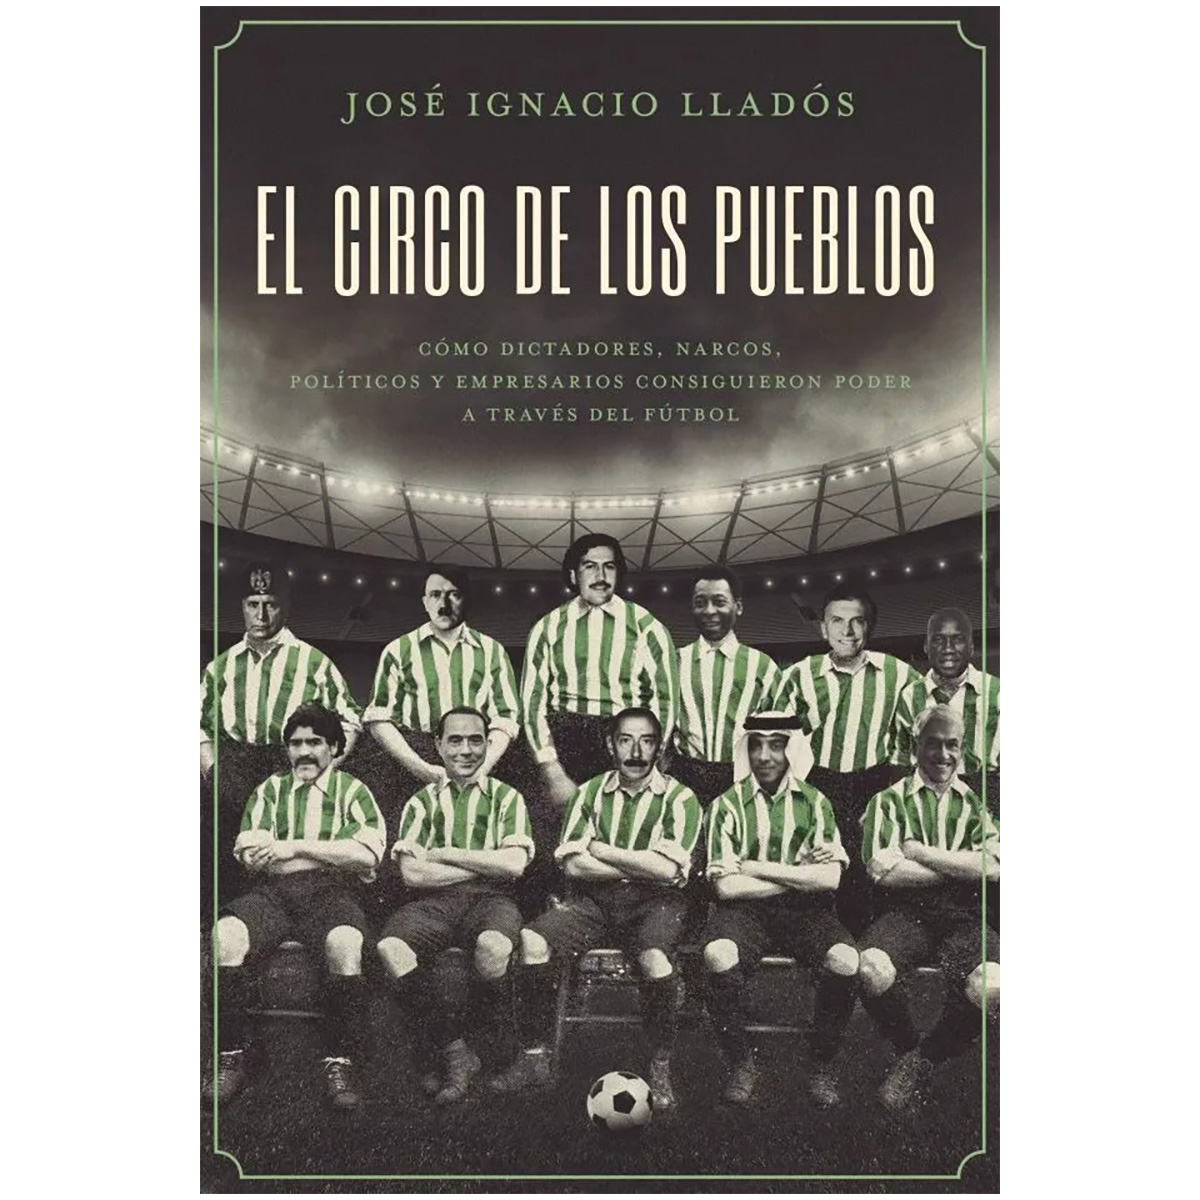 JOSÉ IGNACIO LLADÓS
EL CIRCO DE LOS PUEBLOS
CÓMO DICTADORES, NARCOS,
POLÍTICOS Y EMPRESARIOS CONSIGUIERON PODER
A TRAVÉS DEL FÚTBOL